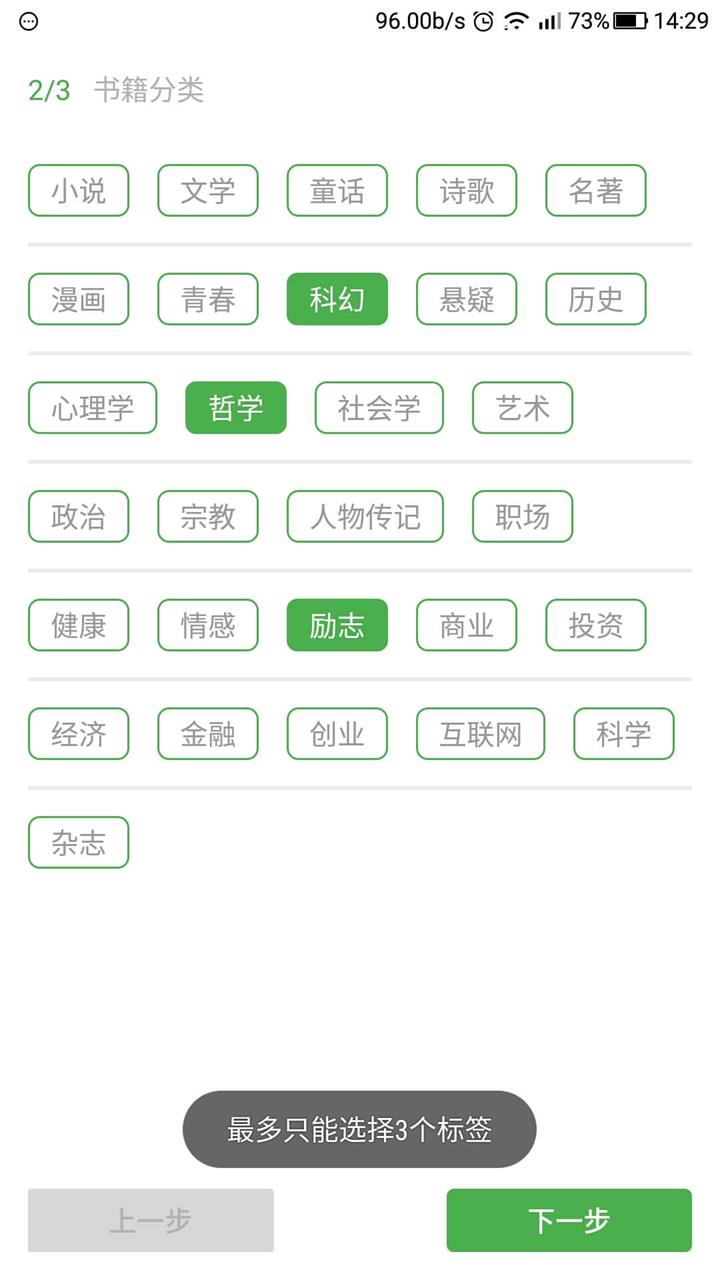 96.00b/s 73% 14:29
2/3 书籍分类
小说 文学 童话 诗歌 名著
漫画 青春 科幻 悬疑 历史
心理学 哲学 社会学 艺术
政治 宗教 人物传记 职场
健康 情感 励志 商业 投资
经济 金融 创业 互联网 科学
杂志
最多只能选择3个标签
上一步 下一步